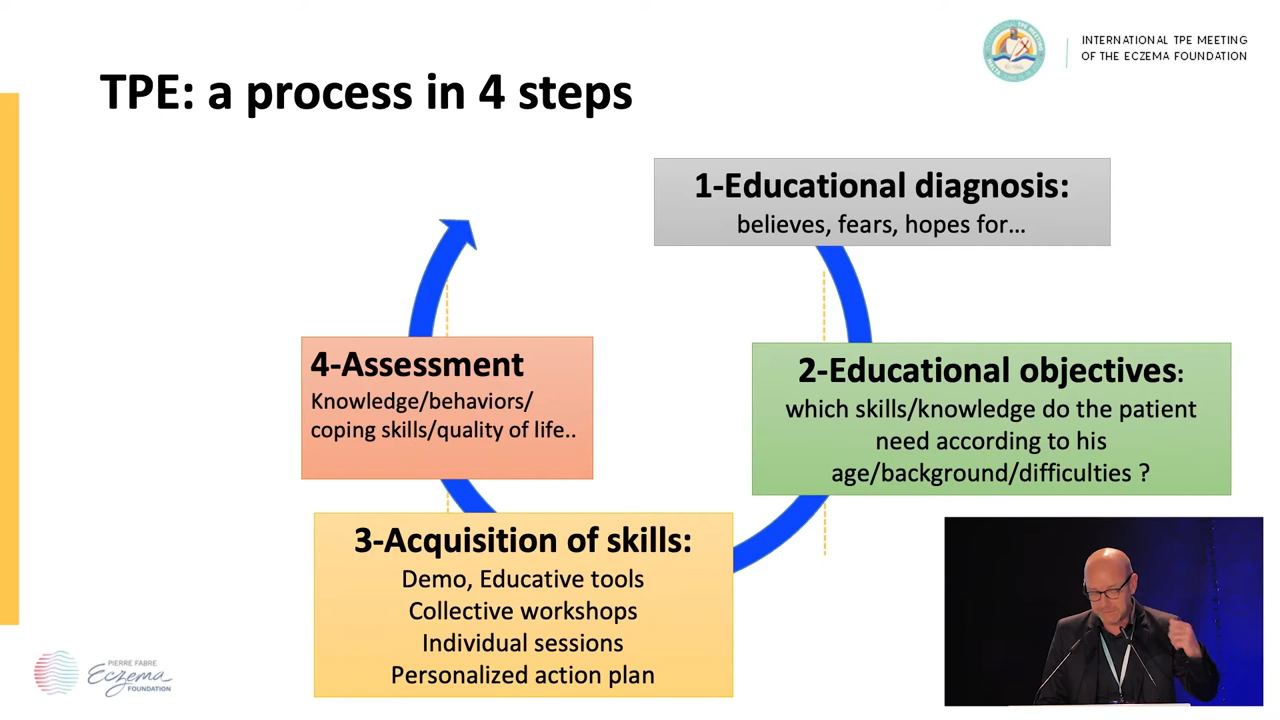 INTERNATIONAL TPE MEETING
OF THE ECZEMA FOUNDATION
TPE: a process in 4 steps
1-Educational diagnosis:
believes, fears, hopes for...
2-Educational objectives:
which skills/knowledge do the patient
need according to his
age/background/difficulties ?
3-Acquisition of skills:
Demo, Educative tools
Collective workshops
Individual sessions
Personalized action plan
4-Assessment
Knowledge/behaviors/
coping skills/quality of life..
PIERRE FABRE
Eczema
FOUNDATION